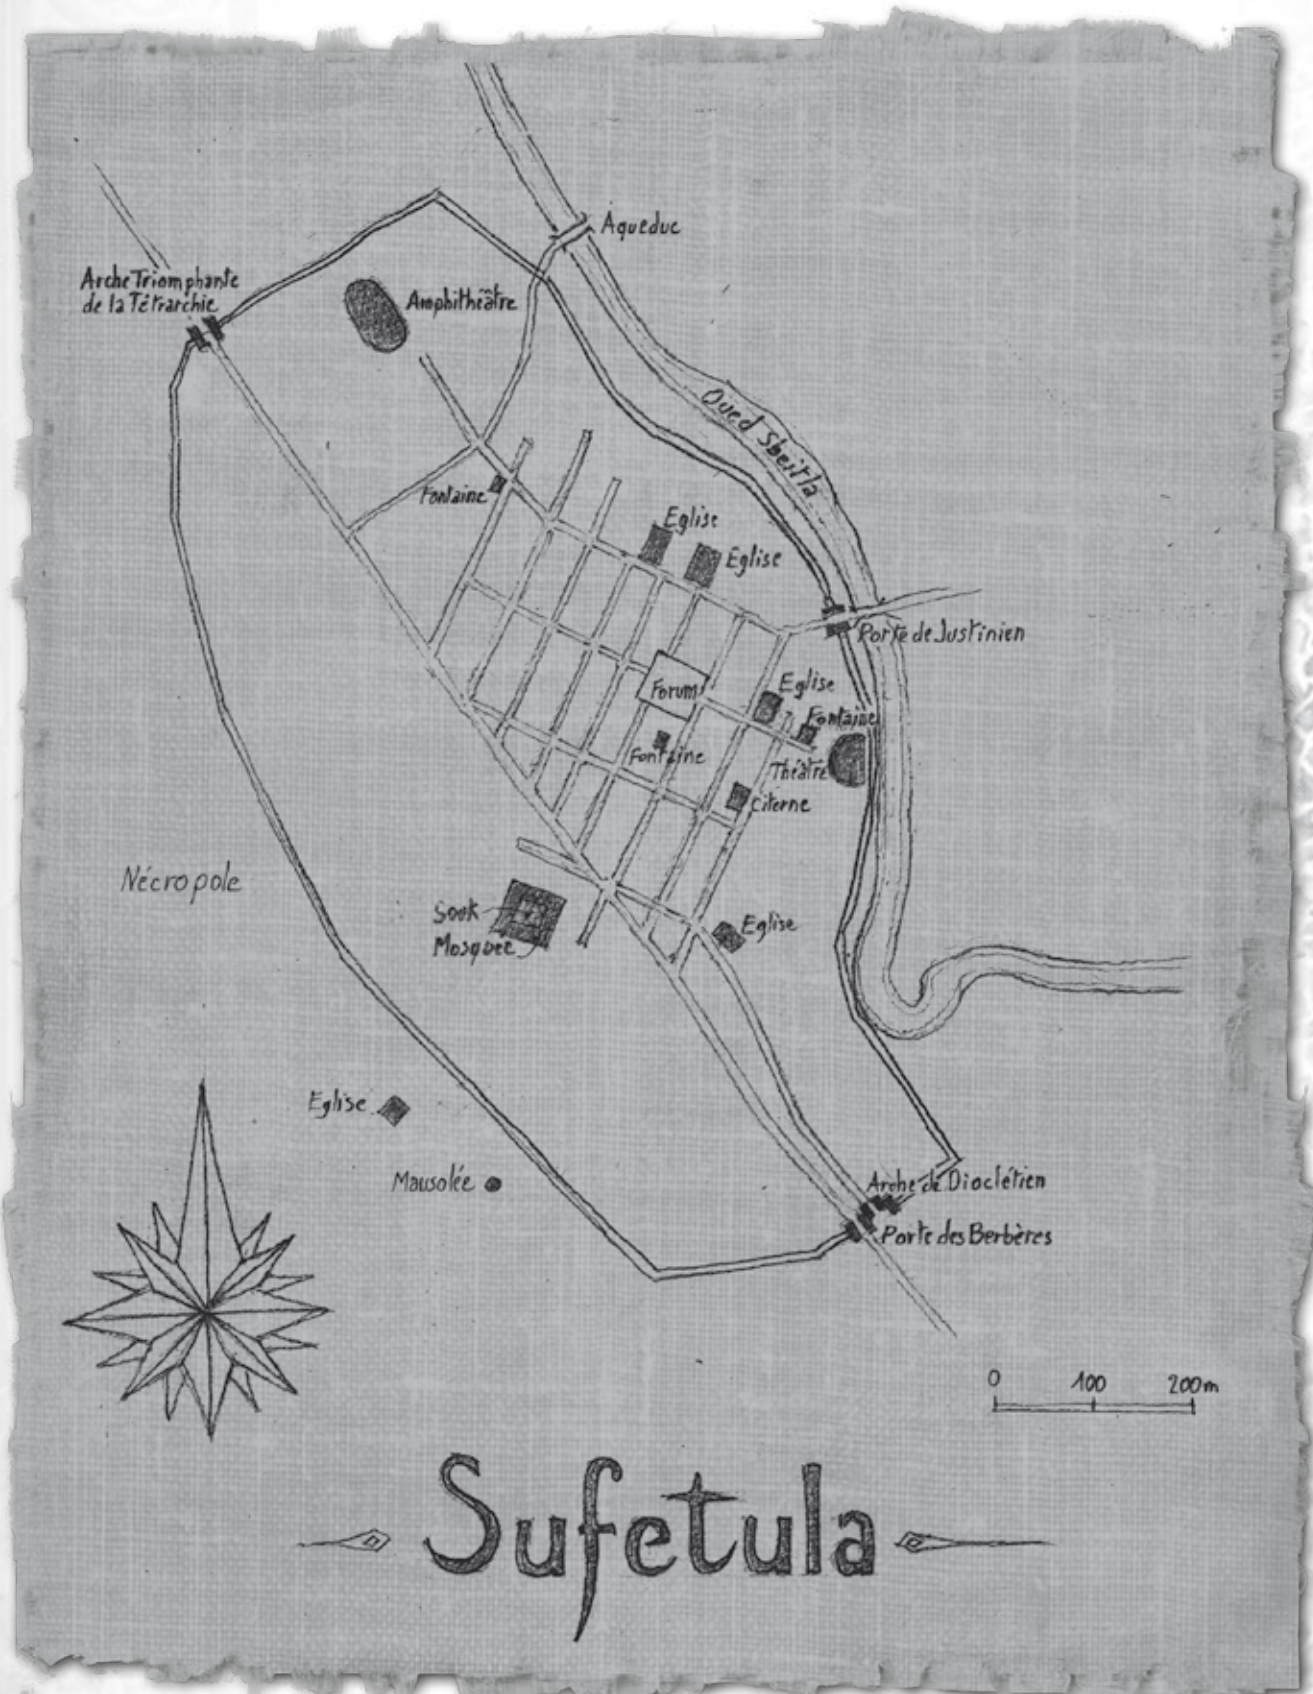 Aqueduc
Arche Triomphante
de la Tétrarchie
Amphithéâtre
Oued Sbeitla
Fontaine
Eglise
Eglise
Porte de Justinien
Forum
Eglise
Fontaine
Fontaine
Théâtre
Citerne
Nécropole
Souk
Mosquée
Eglise
Eglise
Mausolée
Arche de Dioclétien
Porte des Berbères
0 100 200m
Sufetula